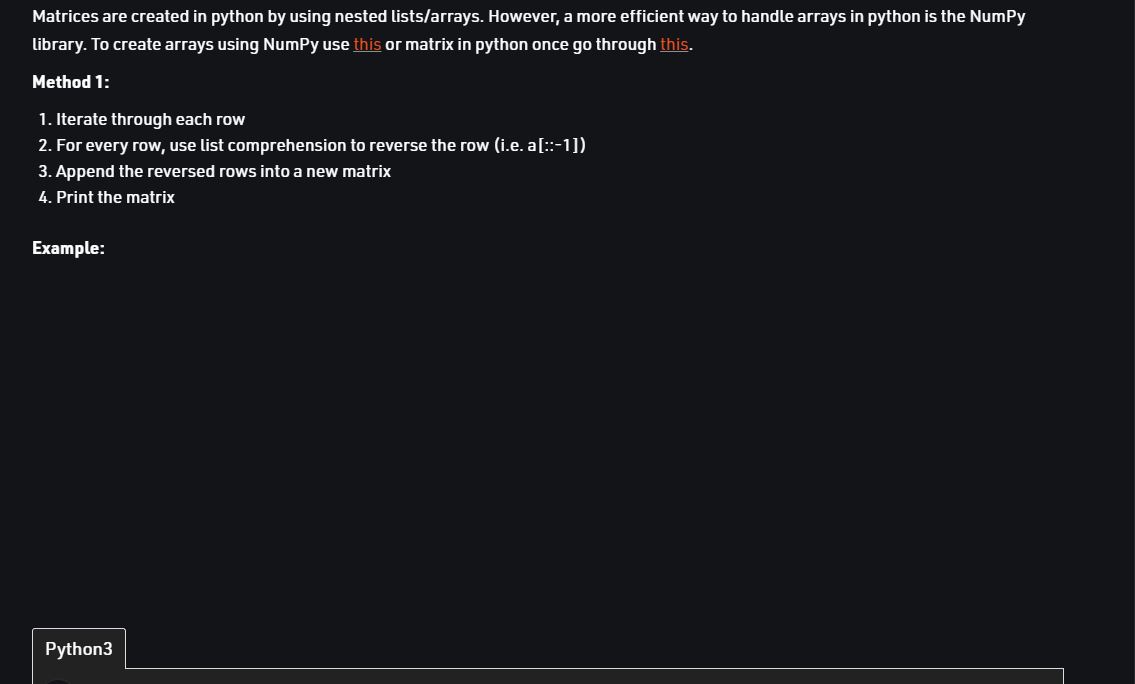 Matrices are created in python by using nested lists/arrays. However, a more efficient way to handle arrays in python is the NumPy
library. To create arrays using NumPy use this or matrix in python once go through this.
Method 1:
1. Iterate through each row
2. For every row, use list comprehension to reverse the row (i.e. a[::-1])
3. Append the reversed rows into a new matrix
4. Print the matrix
Example:
Python3